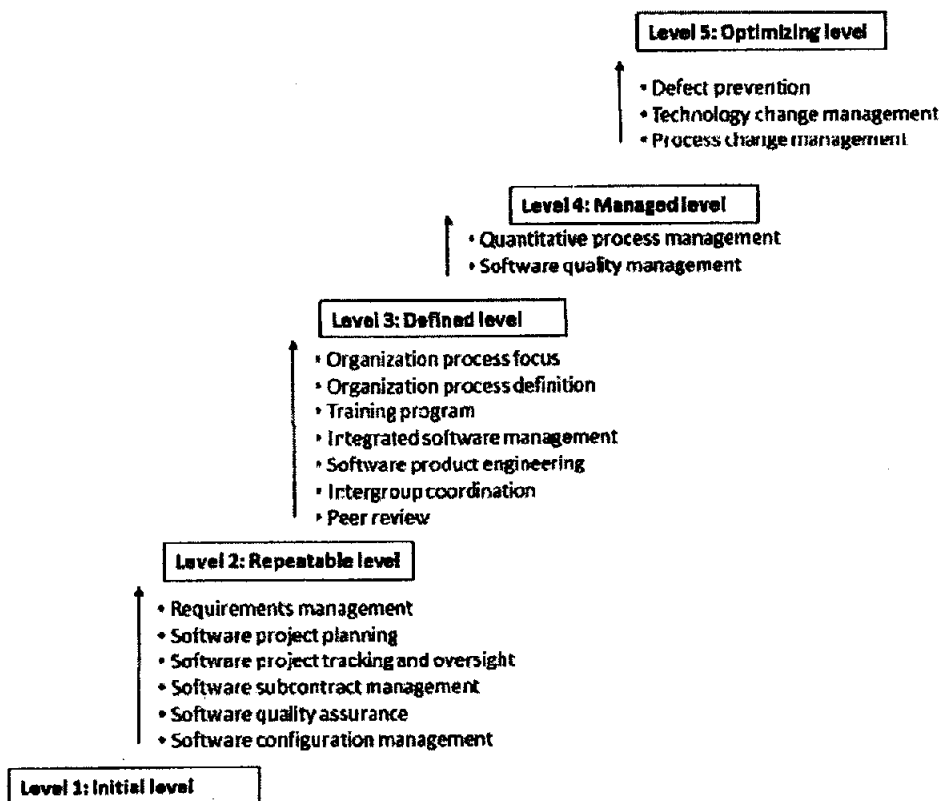 Level 5: Optimizing level
• Defect prevention
• Technology change management
• Process change management
Level 4: Managed level
• Quantitative process management
• Software quality management
Level 3: Defined level
• Organization process focus
• Organization process definition
• Training program
• Integrated software management
• Software product engineering
• Intergroup coordination
• Peer review
Level 2: Repeatable level
• Requirements management
• Software project planning
• Software project tracking and oversight
• Software subcontract management
• Software quality assurance
• Software configuration management
Level 1: Initial level